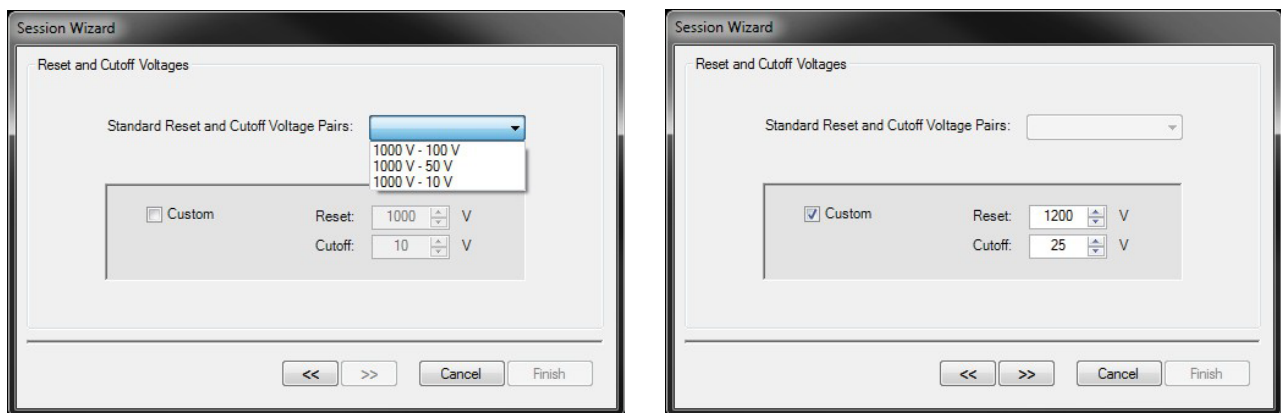 Session Wizard
Reset and Cutoff Voltages
Standard Reset and Cutoff Voltage Pairs:
1000 V - 100 V
1000 V - 50 V
1000 V - 10 V
Custom Reset: 1000 V
Cutoff: 10 V
<< >> Cancel Finish
Session Wizard
Reset and Cutoff Voltages
Standard Reset and Cutoff Voltage Pairs:
Custom Reset: 1200 V
Cutoff: 25 V
<< >> Cancel Finish